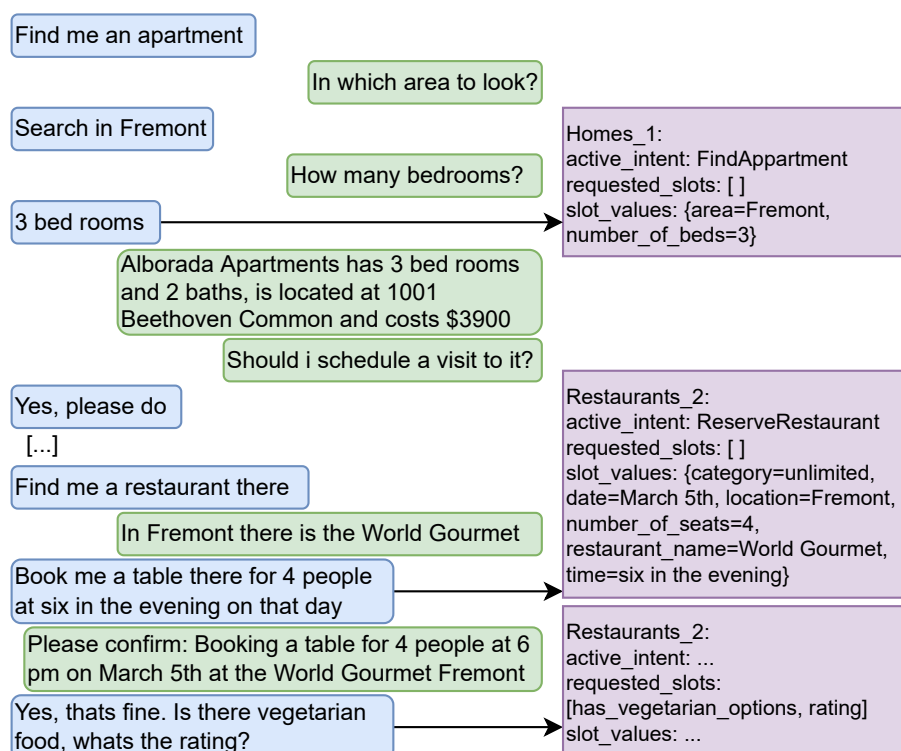 Find me an apartment
In which area to look?
Search in Fremont
How many bedrooms?
3 bed rooms
Homes_1:
active_intent: FindAppartment
requested_slots: [ ]
slot_values: {area=Fremont,
number_of_beds=3}
Alborada Apartments has 3 bed rooms
and 2 baths, is located at 1001
Beethoven Common and costs $3900
Should i schedule a visit to it?
Yes, please do
[...]
Find me a restaurant there
In Fremont there is the World Gourmet
Book me a table there for 4 people
at six in the evening on that day
Restaurants_2:
active_intent: ReserveRestaurant
requested_slots: [ ]
slot_values: {category=unlimited,
date=March 5th, location=Fremont,
number_of_seats=4,
restaurant_name=World Gourmet,
time=six in the evening}
Please confirm: Booking a table for 4 people at 6
pm on March 5th at the World Gourmet Fremont
Yes, thats fine. Is there vegetarian
food, whats the rating?
Restaurants_2:
active_intent: ...
requested_slots:
[has_vegetarian_options, rating]
slot_values: ...